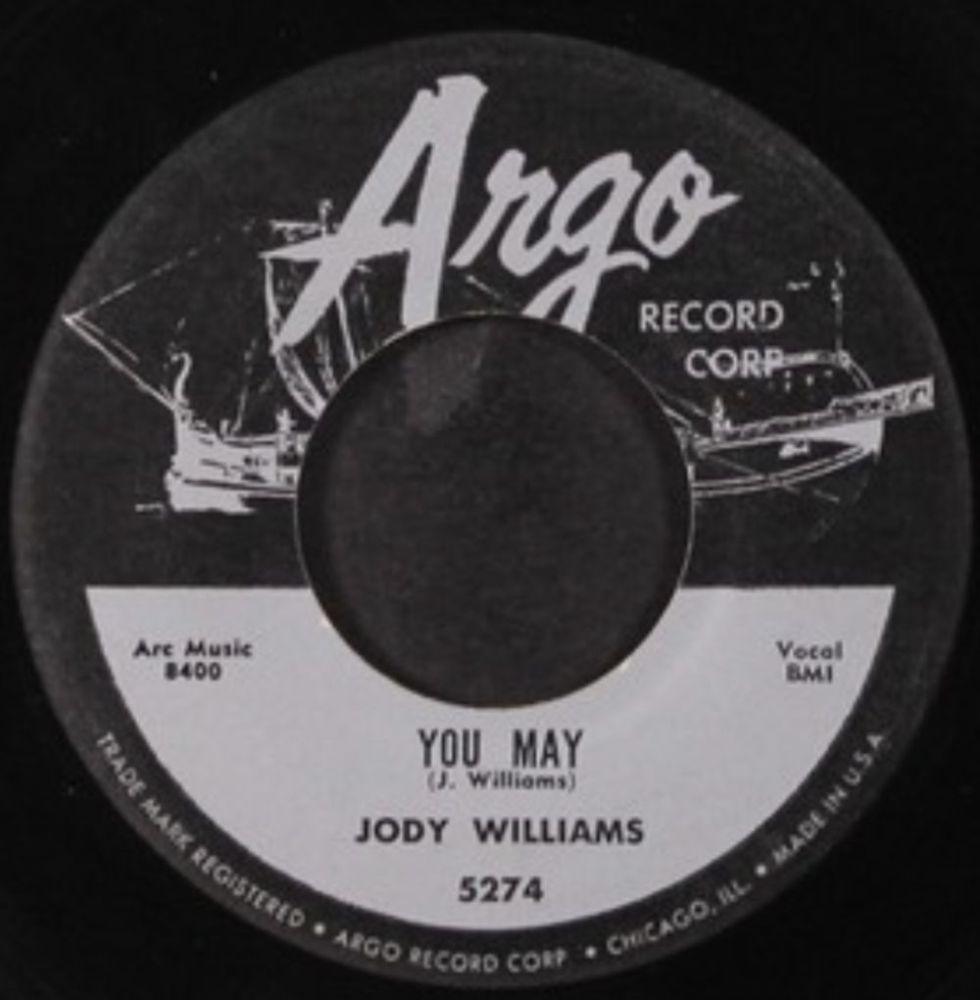 Argo
RECORD
CORP
Arc Music
8400
Vocal
BMI
YOU MAY
(J. Williams)
JODY WILLIAMS
5274
TRADE MARK REGISTERED • ARGO RECORD CORP • CHICAGO, ILL. • MADE IN U.S.A.